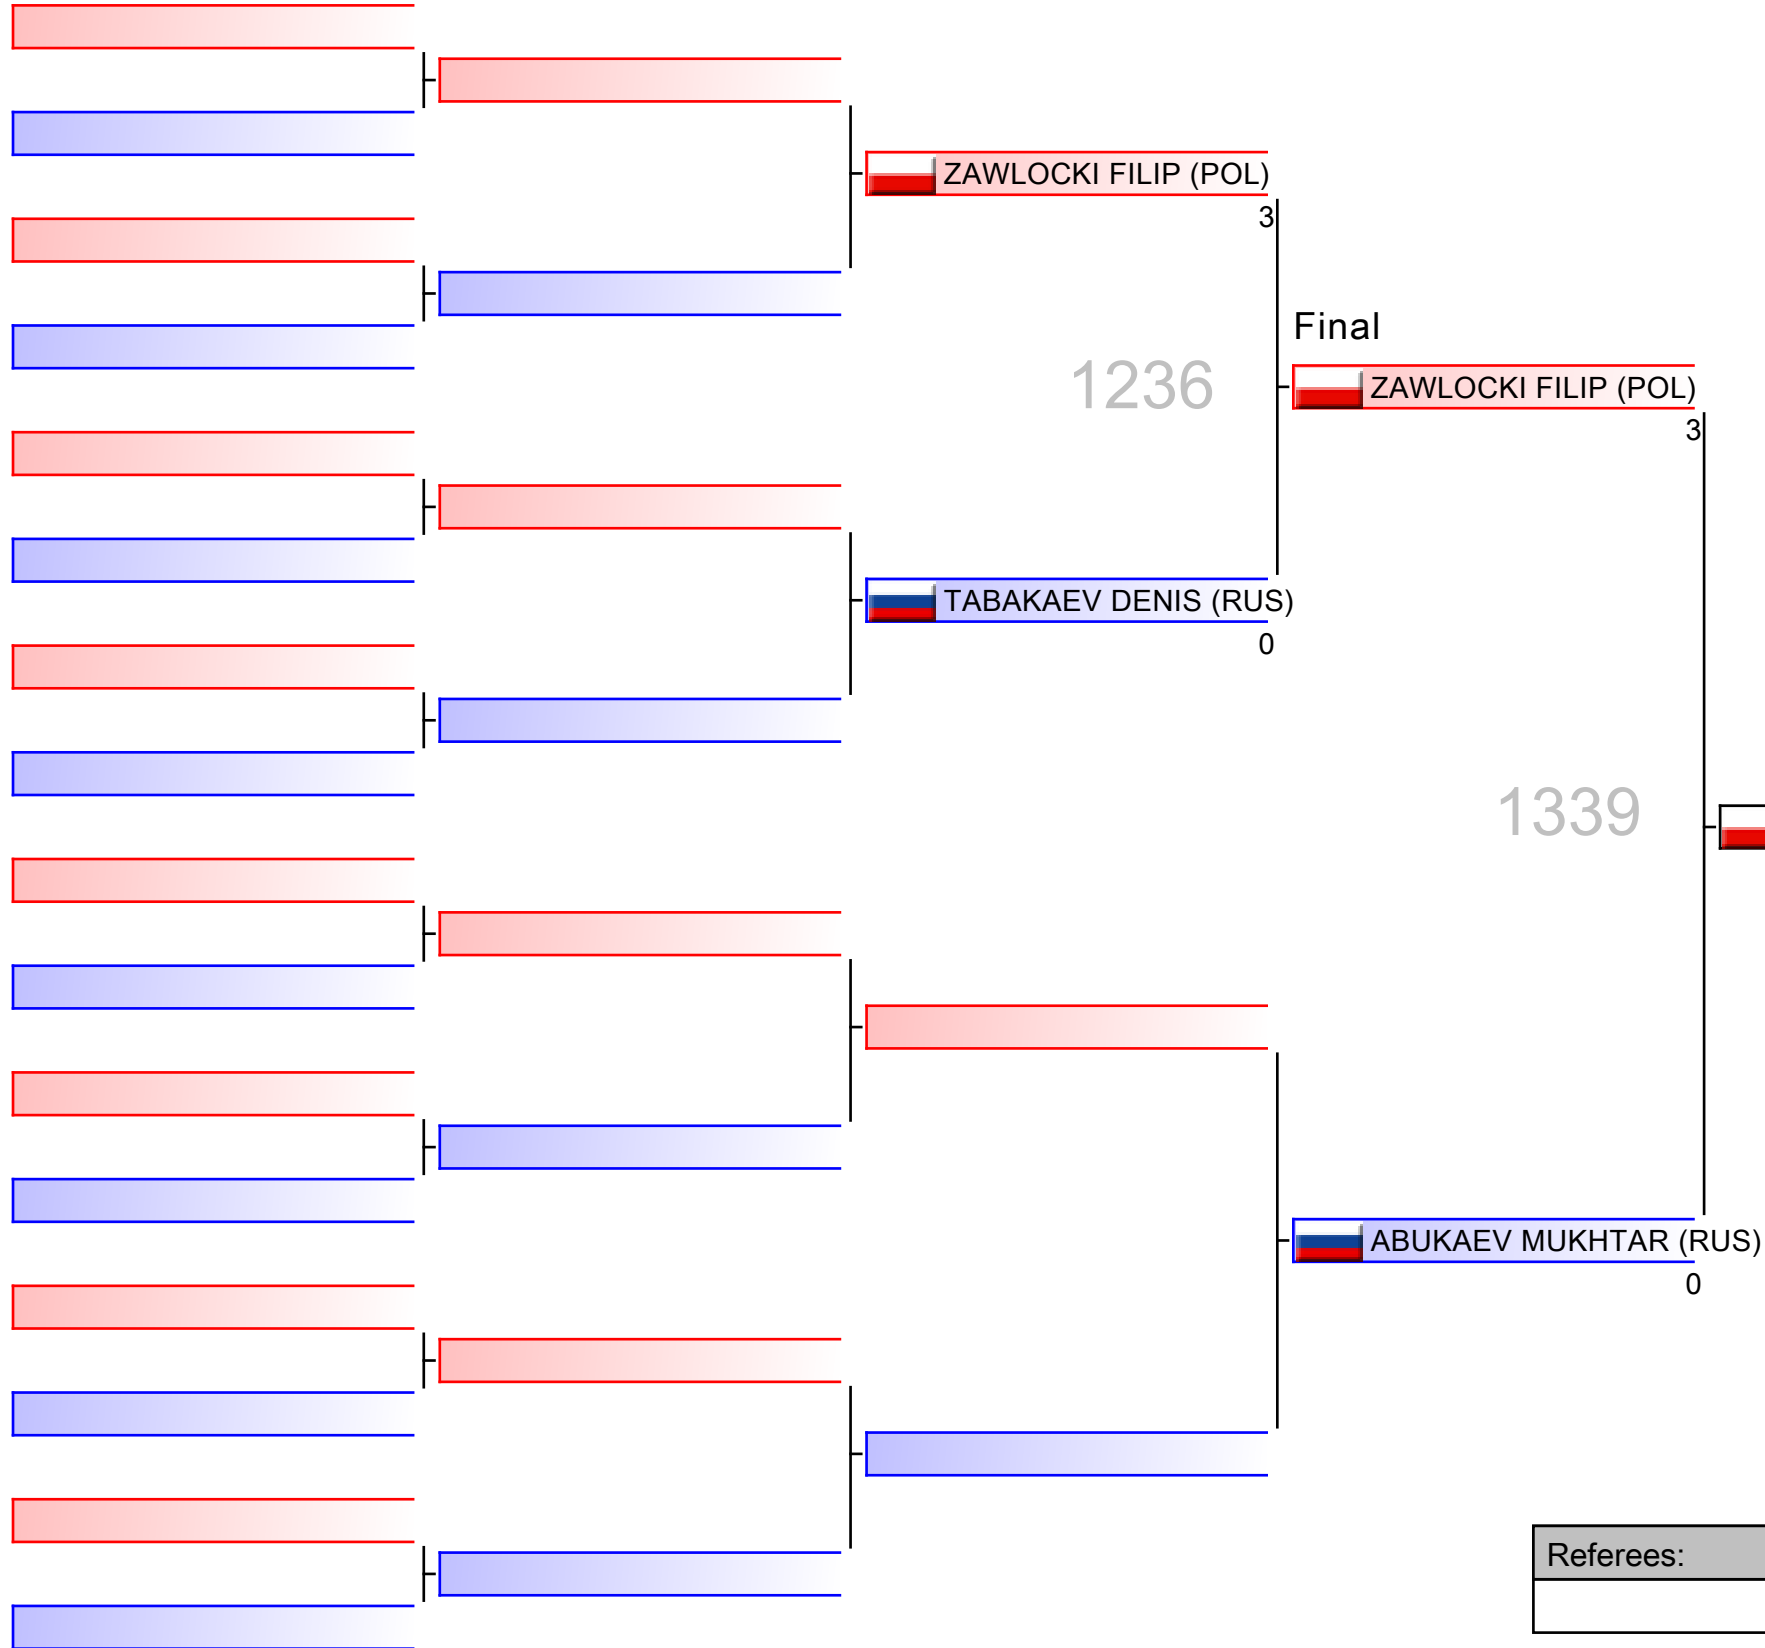 ZAWLOCKI FILIP (POL)
3
Final
1236
ZAWLOCKI FILIP (POL)
3
TABAKAEV DENIS (RUS)
0
1339
ABUKAEV MUKHTAR (RUS)
0
Referees: